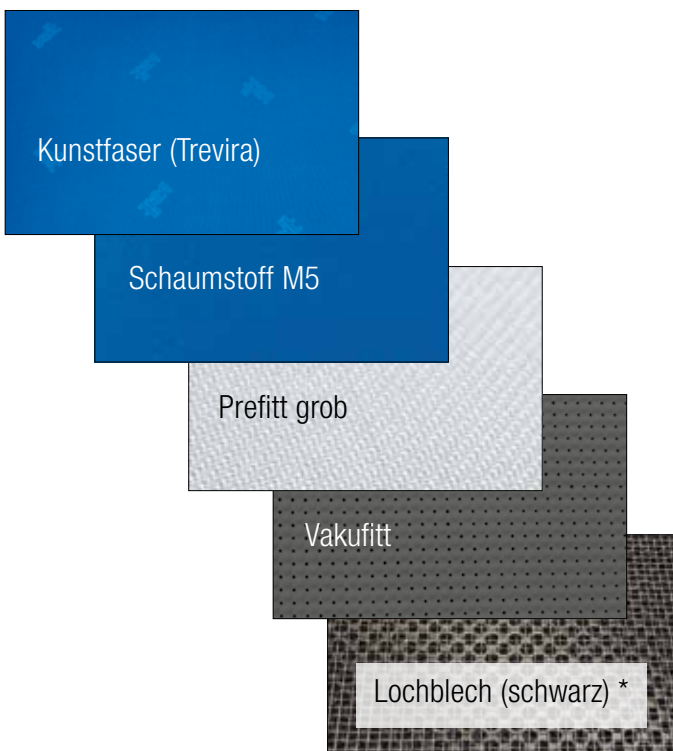 Kunstfaser (Trevira)
Schaumstoff M5
Prefitt grob
Vakufitt
Lochblech (schwarz) *